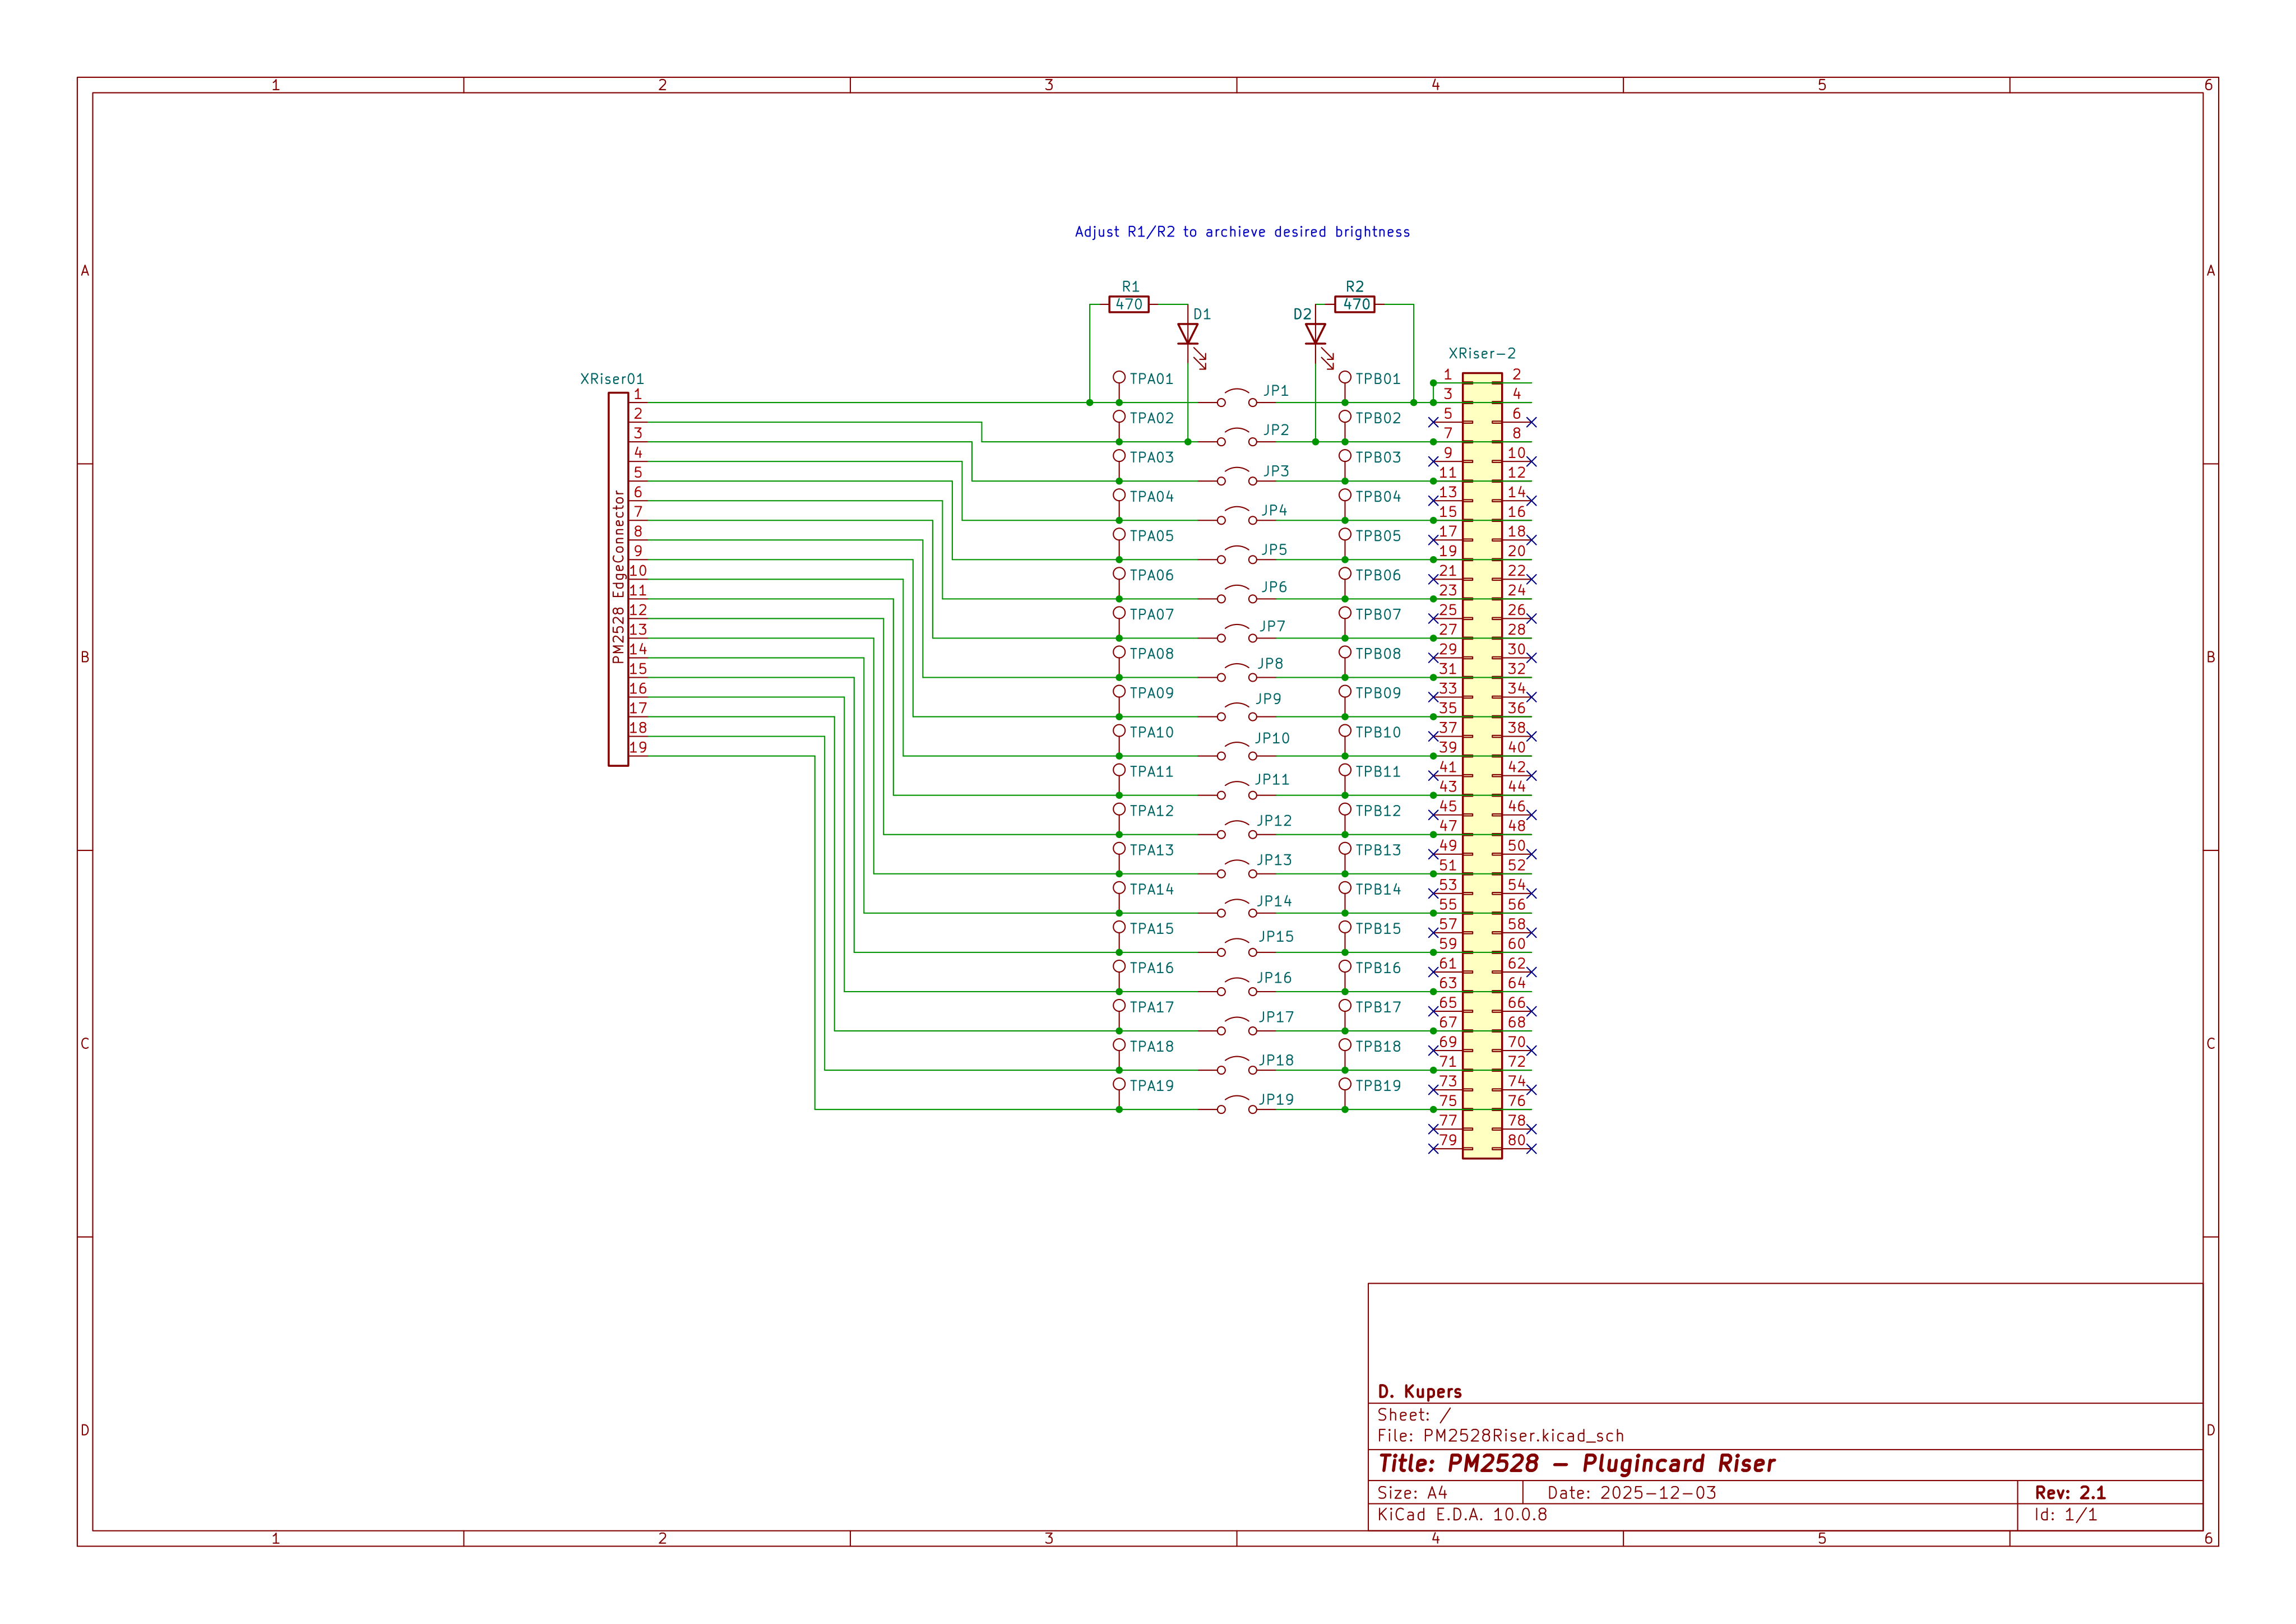 1 2 3 4 5 6
Adjust R1/R2 to archieve desired brightness
R1 R2
470 470
D1 D2
A A
XRiser-2
XRiser01
PM2528 EdgeConnector
1
2
3
4
5
6
7
8
9
10
11
12
13
14
15
16
17
18
19
TPA01 JP1 TPB01
TPA02 JP2 TPB02
TPA03 JP3 TPB03
TPA04 JP4 TPB04
TPA05 JP5 TPB05
TPA06 JP6 TPB06
TPA07 JP7 TPB07
TPA08 JP8 TPB08
TPA09 JP9 TPB09
TPA10 JP10 TPB10
TPA11 JP11 TPB11
TPA12 JP12 TPB12
TPA13 JP13 TPB13
TPA14 JP14 TPB14
TPA15 JP15 TPB15
TPA16 JP16 TPB16
TPA17 JP17 TPB17
TPA18 JP18 TPB18
TPA19 JP19 TPB19
1 2
3 4
5 6
7 8
9 10
11 12
13 14
15 16
17 18
19 20
21 22
23 24
25 26
27 28
29 30
31 32
33 34
35 36
37 38
39 40
41 42
43 44
45 46
47 48
49 50
51 52
53 54
55 56
57 58
59 60
61 62
63 64
65 66
67 68
69 70
71 72
73 74
75 76
77 78
79 80
B B
C C
D D
D. Kupers
Sheet: /
File: PM2528Riser.kicad_sch
Title: PM2528 - Plugincard Riser
Size: A4 Date: 2025-12-03 Rev: 2.1
KiCad E.D.A. 10.0.8 Id: 1/1
1 2 3 4 5 6